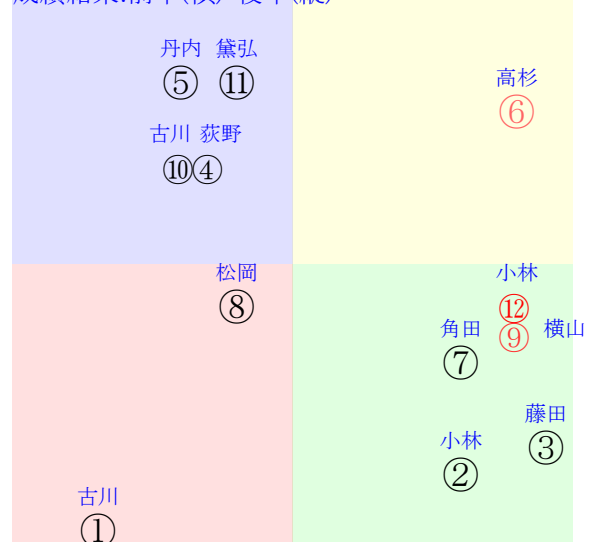 丹内 黛弘
⑤ ⑪
高杉
⑥
古川 荻野
⑩④
松岡
⑧
小林
⑫
角田 ⑨ 横山
⑦
藤田
③
小林
②
古川
①